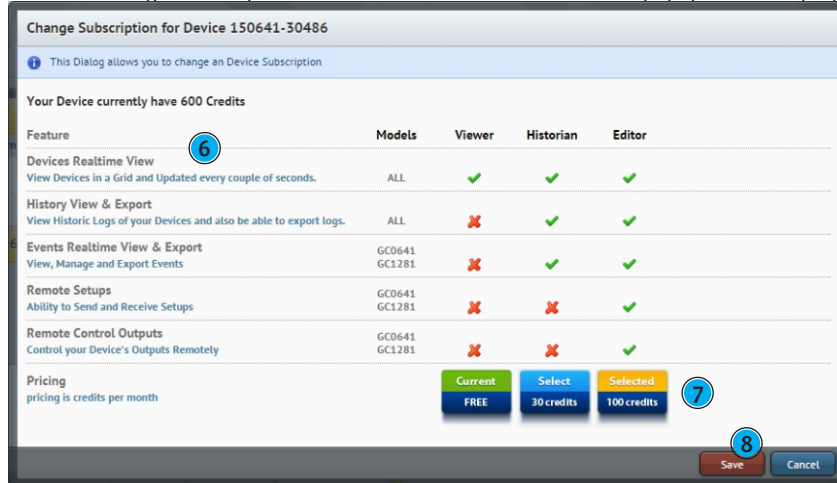 Change Subscription for Device 150641-30486
This Dialog allows you to change an Device Subscription
Your Device currently have 600 Credits
Feature Models Viewer Historian Editor
6
Devices Realtime View
View Devices in a Grid and Updated every couple of seconds. ALL
History View & Export
View Historic Logs of your Devices and also be able to export logs. ALL
Events Realtime View & Export GC0641
View, Manage and Export Events GC1281
Remote Setups GC0641
Ability to Send and Receive Setups GC1281
Remote Control Outputs GC0641
Control your Device's Outputs Remotely GC1281
Pricing Current Select Selected
pricing is credits per month FREE 30 credits 100 credits
7
8
Save Cancel